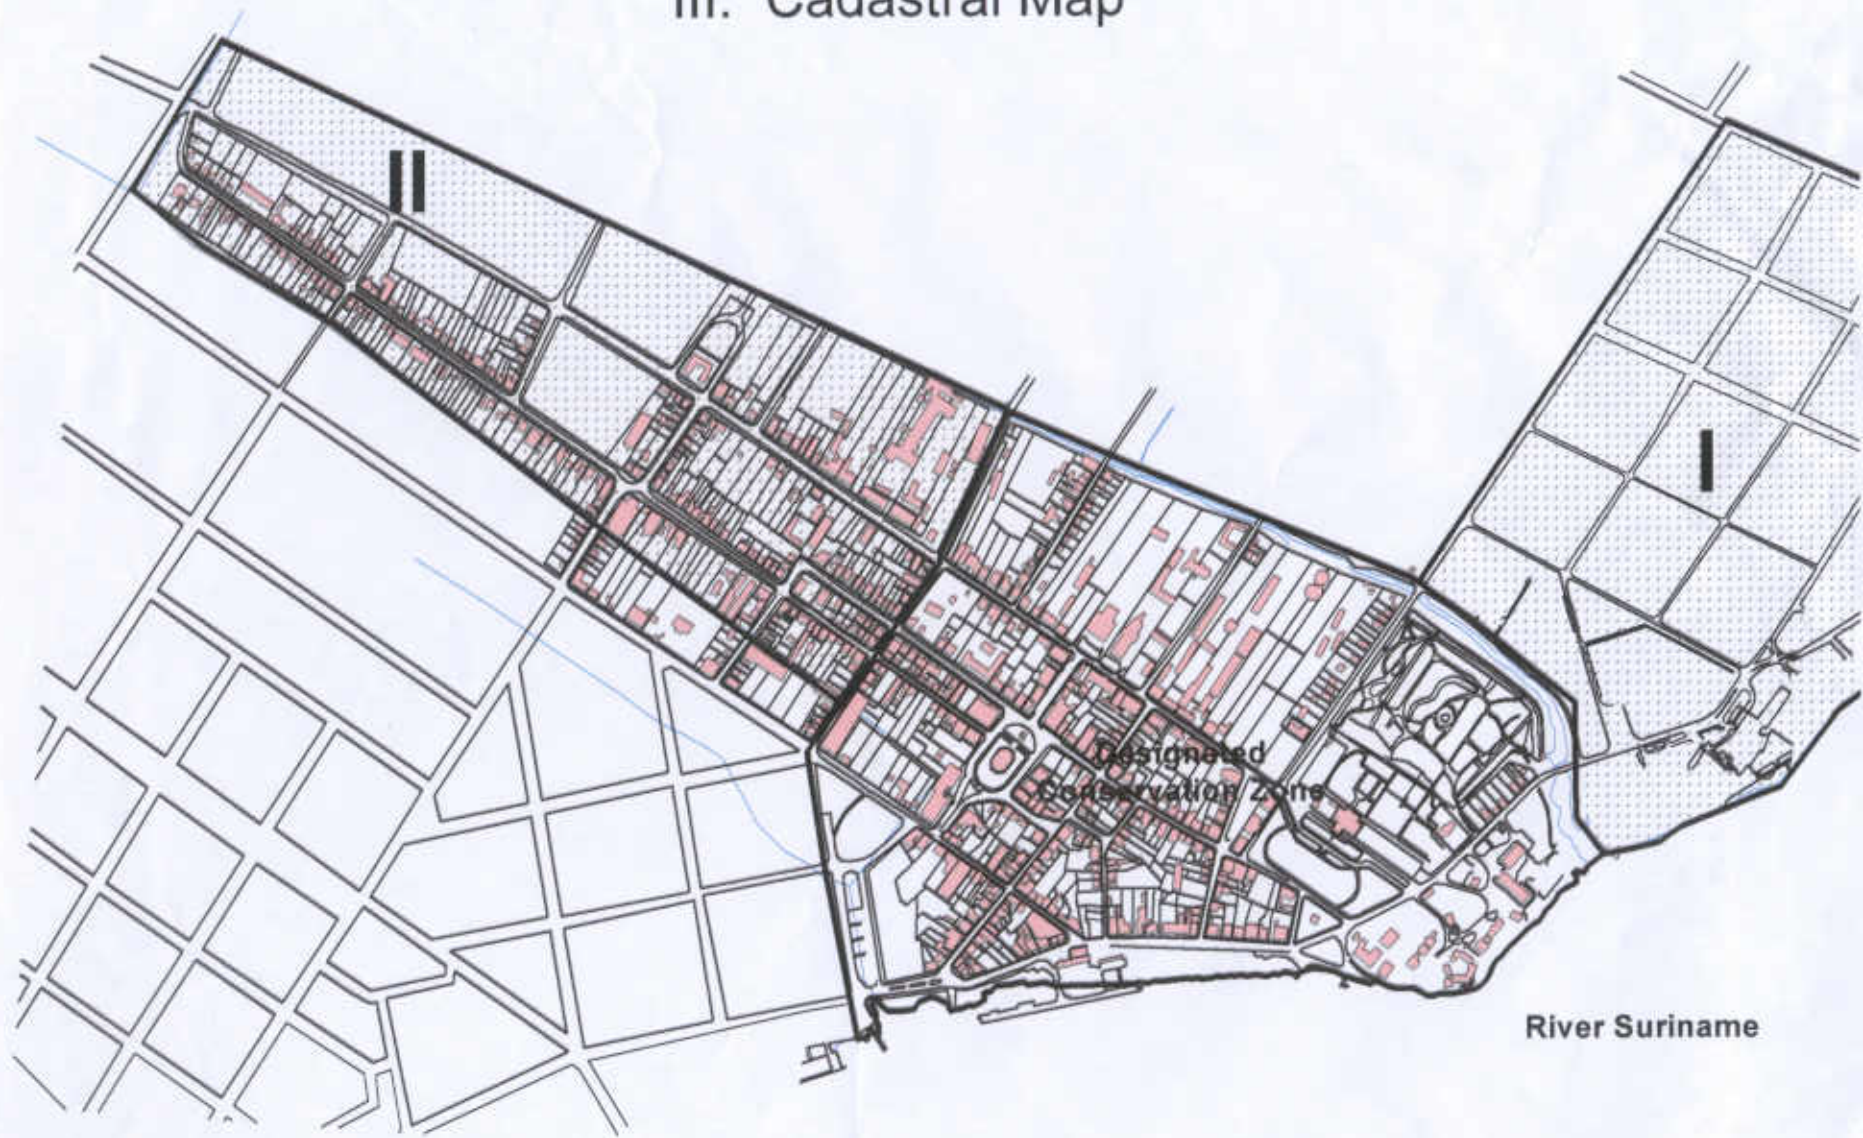 III. Cadastral Map
II
I
Designated
Conservation Zone
River Suriname